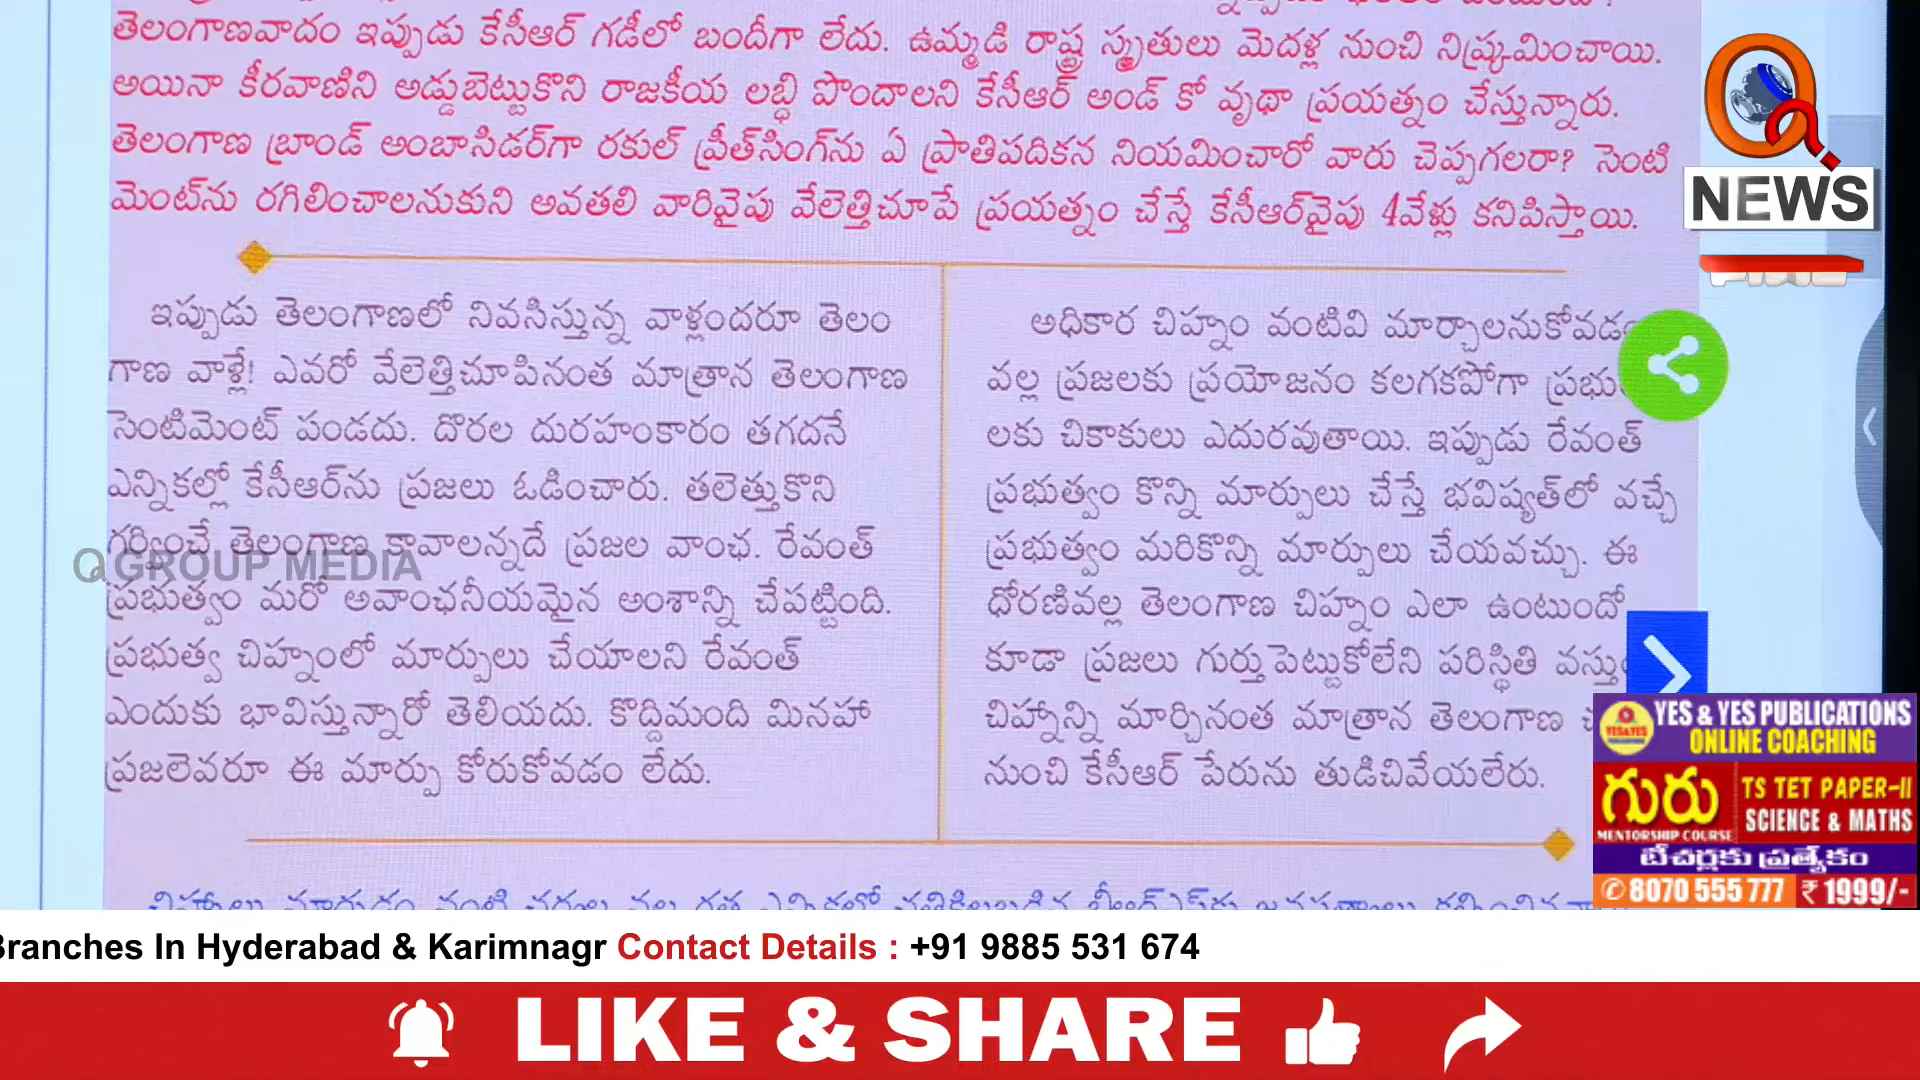 తెలంగాణవాదం ఇప్పుడు కేసీఆర్ గడీలో బందీగా లేదు. ఉమ్మడి రాష్ట్ర స్మృతులు మెదళ్ల నుంచి నిష్క్రమించాయి.
అయినా కీరవాణిని అడ్డుబెట్టుకొని రాజకీయ లబ్ధి పొందాలని కేసీఆర్ అండ్ కో వృథా ప్రయత్నం చేస్తున్నారు.
తెలంగాణ బ్రాండ్ అంబాసిడర్‌గా రకుల్ ప్రీత్‌సింగ్‌ను ఏ ప్రాతిపదికన నియమించారో వారు చెప్పగలరా? సెంటి
మెంట్‌ను రగిలించాలనుకుని అవతలి వారివైపు వేలెత్తిచూపే ప్రయత్నం చేస్తే కేసీఆర్‌వైపు 4వేళ్లు కనిపిస్తాయి.
ఇప్పుడు తెలంగాణలో నివసిస్తున్న వాళ్లందరూ తెలం
గాణ వాళ్లే! ఎవరో వేలెత్తిచూపినంత మాత్రాన తెలంగాణ
సెంటిమెంట్ పండదు. దొరల దురహంకారం తగదనే
ఎన్నికల్లో కేసీఆర్‌ను ప్రజలు ఓడించారు. తలెత్తుకొని
గర్వించే తెలంగాణ కావాలన్నదే ప్రజల వాంఛ. రేవంత్
ప్రభుత్వం మరో అవాంఛనీయమైన అంశాన్ని చేపట్టింది.
ప్రభుత్వ చిహ్నంలో మార్పులు చేయాలని రేవంత్
ఎందుకు భావిస్తున్నారో తెలియదు. కొద్దిమంది మినహా
ప్రజలెవరూ ఈ మార్పు కోరుకోవడం లేదు.
అధికార చిహ్నం వంటివి మార్చాలనుకోవడం
వల్ల ప్రజలకు ప్రయోజనం కలగకపోగా
లకు చికాకులు ఎదురవుతాయి. ఇప్పుడు రేవంత్
ప్రభుత్వం కొన్ని మార్పులు చేస్తే భవిష్యత్‌లో వచ్చే
ప్రభుత్వం మరికొన్ని మార్పులు చేయవచ్చు. ఈ
ధోరణివల్ల తెలంగాణ చిహ్నం ఎలా ఉంటుందో
కూడా ప్రజలు గుర్తుపెట్టుకోలేని పరిస్థితి
చిహ్నాన్ని మార్చినంత మాత్రాన తెలంగాణ
నుంచి కేసీఆర్ పేరును తుడిచివేయలేరు.
Q GROUP MEDIA
Q
NEWS
YES & YES PUBLICATIONS
ONLINE COACHING
గురు
MENTORSHIP COURSE
TS TET PAPER-II
SCIENCE & MATHS
టీచర్లకు ప్రత్యేకం
8070 555 777 ₹ 1999/-
Branches In Hyderabad & Karimnagr Contact Details : +91 9885 531 674
LIKE & SHARE